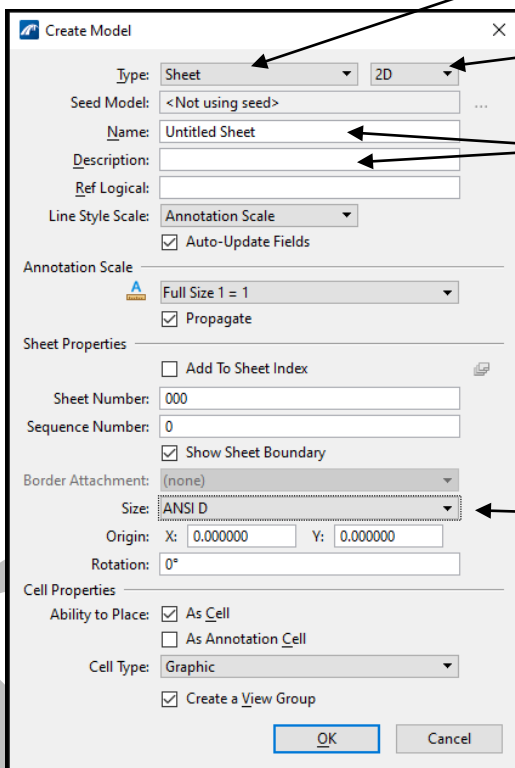 Create Model
Type: Sheet 2D
Seed Model: <Not using seed> ...
Name: Untitled Sheet
Description:
Ref Logical:
Line Style Scale: Annotation Scale
Auto-Update Fields
Annotation Scale
A Full Size 1 = 1
Propagate
Sheet Properties
Add To Sheet Index
Sheet Number: 000
Sequence Number: 0
Show Sheet Boundary
Border Attachment: (none)
Size: ANSI D
Origin: X: 0.000000 Y: 0.000000
Rotation: 0°
Cell Properties
Ability to Place: As Cell
As Annotation Cell
Cell Type: Graphic
Create a View Group
OK Cancel